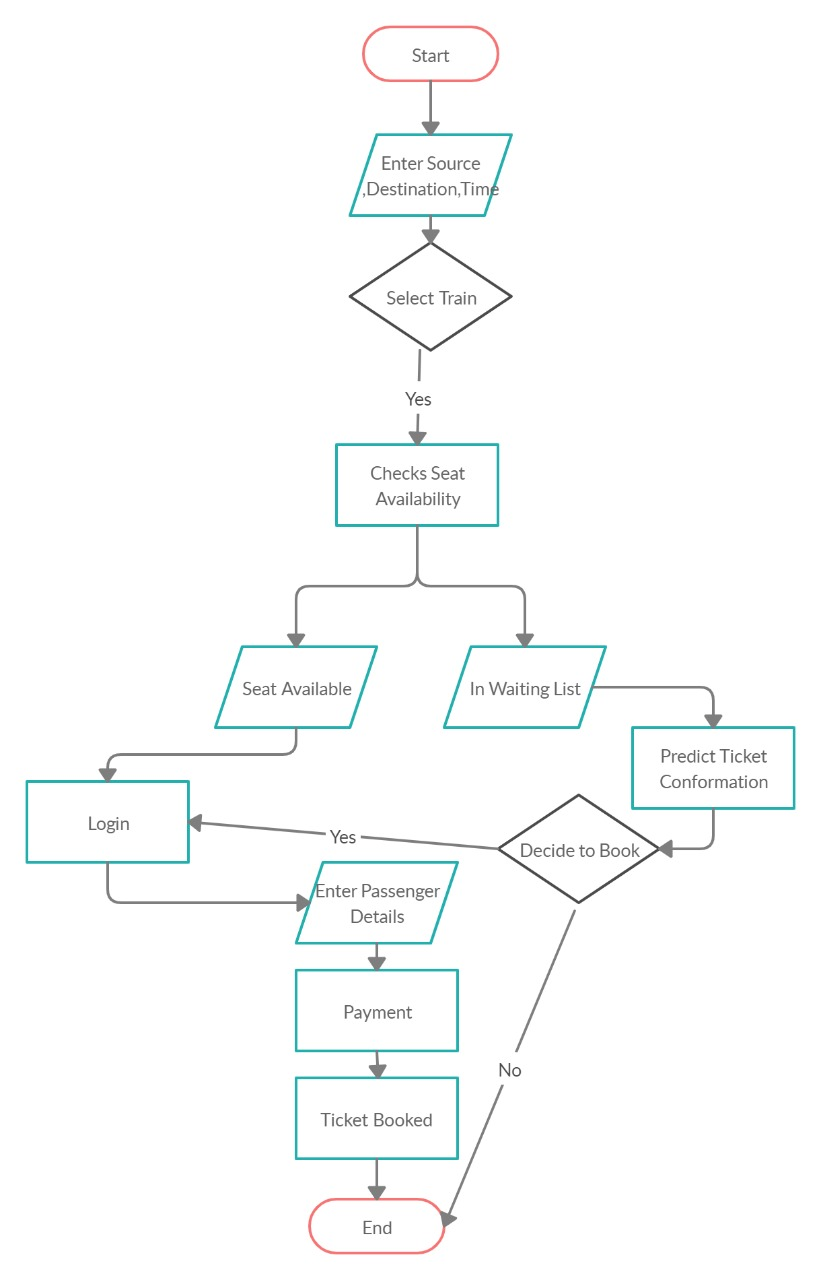 Start
Enter Source
,Destination,Time
Select Train
Yes
Checks Seat
Availability
Seat Available
In Waiting List
Predict Ticket
Conformation
Login
Yes
Decide to Book
Enter Passenger
Details
Payment
No
Ticket Booked
End